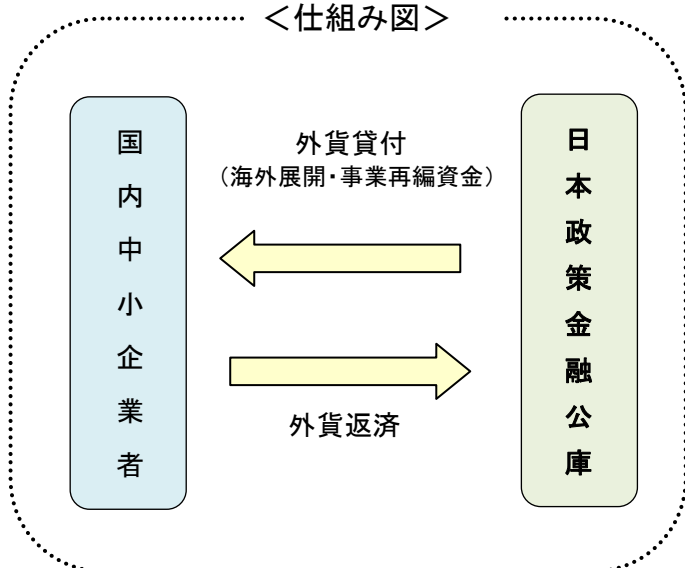 ＜仕組み図＞
国内中小企業者
外貨貸付
（海外展開・事業再編資金）
外貨返済
日本政策金融公庫